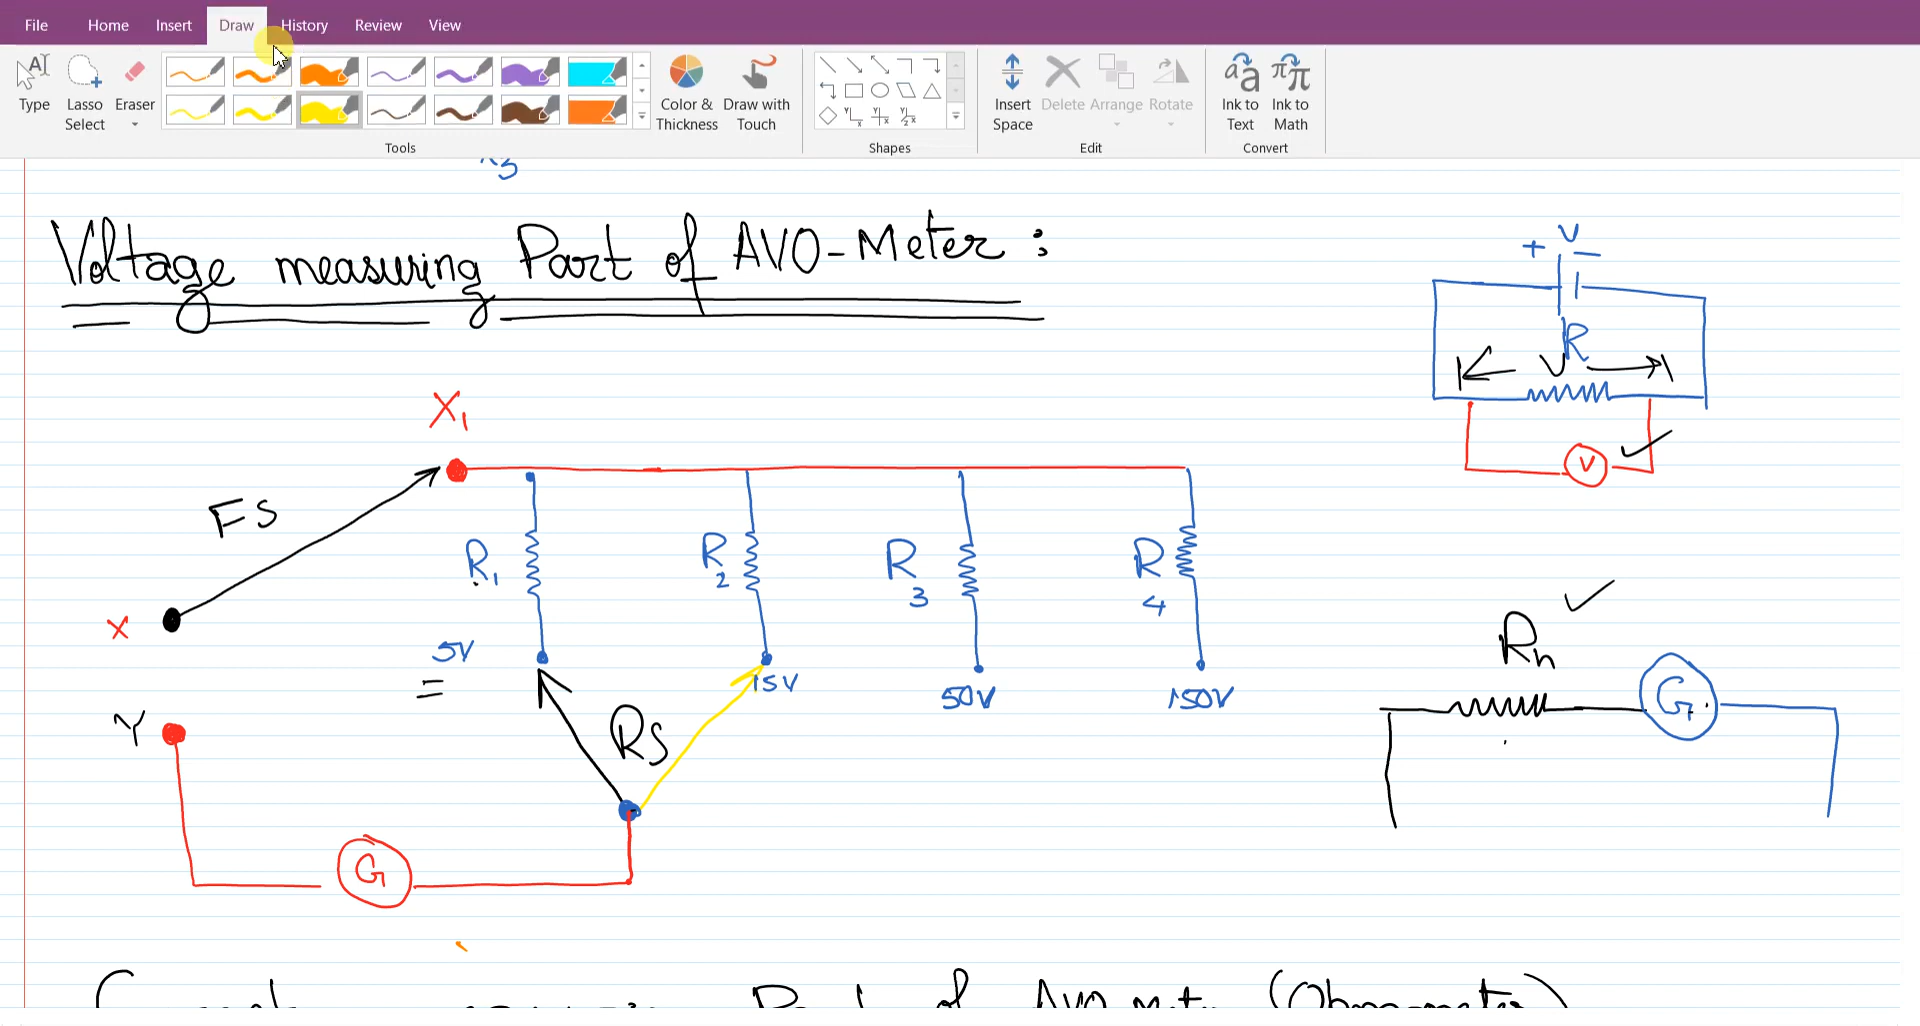 File Home Insert Draw History Review View
Type Lasso Select Eraser Color & Thickness Draw with Touch Insert Space Delete Arrange Rotate Ink to Text Ink to Math
Tools Shapes Edit Convert
Voltage measuring Part of AVO-Meter :
+ V −
R
V
V
X1
FS
R1 R2 R3 R4
X
5V 15V 50V 150V
=
Y
RS
Rh
G
G